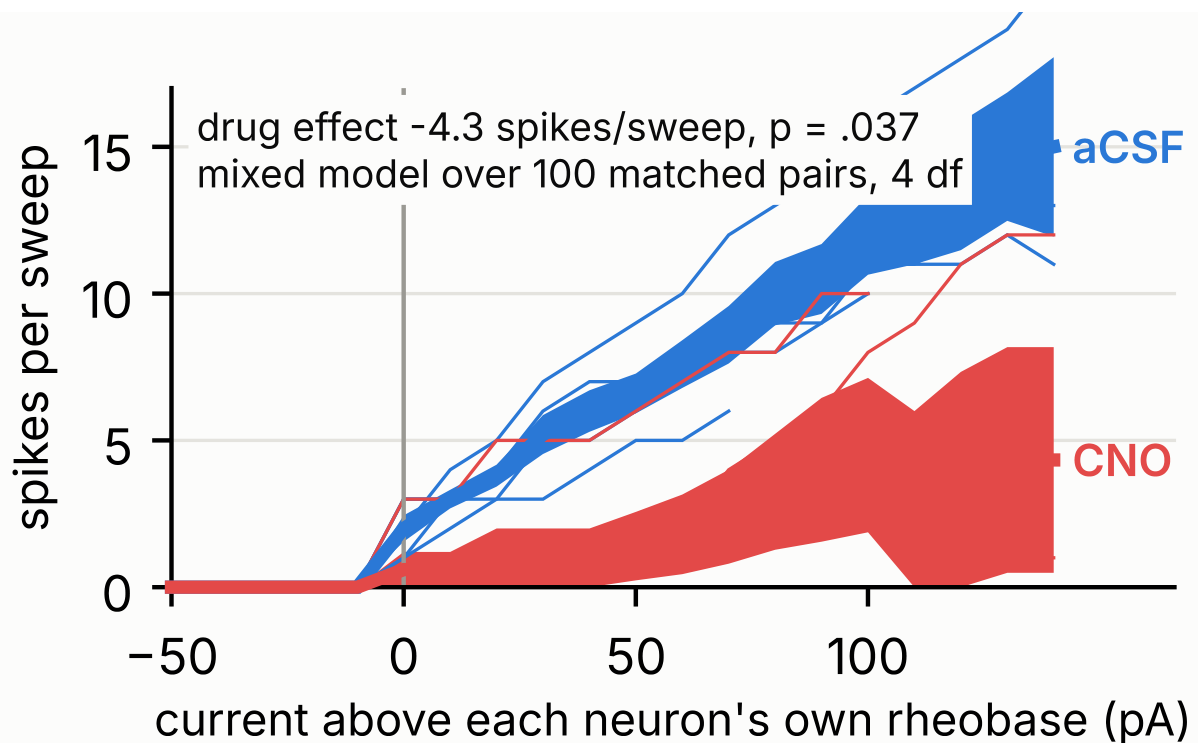 drug effect -4.3 spikes/sweep, p = .037
mixed model over 100 matched pairs, 4 df
15
10
5
0
spikes per sweep
aCSF
CNO
−50
0
50
100
current above each neuron's own rheobase (pA)